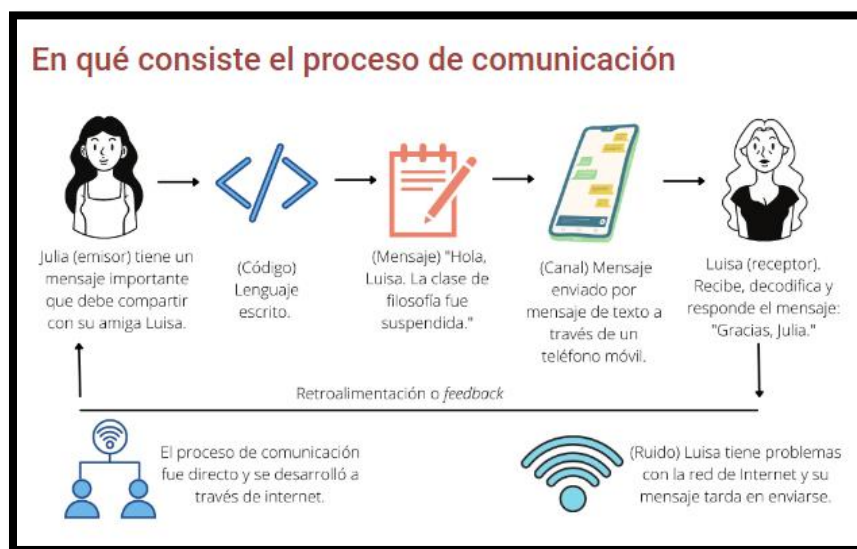 En qué consiste el proceso de comunicación
Julia (emisor) tiene un
mensaje importante
que debe compartir
con su amiga Luisa.
(Código)
Lenguaje
escrito.
(Mensaje) "Hola,
Luisa. La clase de
filosofía fue
suspendida."
(Canal) Mensaje
enviado por
mensaje de texto a
través de un
teléfono móvil.
Luisa (receptor).
Recibe, decodifica y
responde el mensaje:
"Gracias, Julia."
Retroalimentación o feedback
El proceso de comunicación
fue directo y se desarrolló a
través de internet.
(Ruido) Luisa tiene problemas
con la red de Internet y su
mensaje tarda en enviarse.